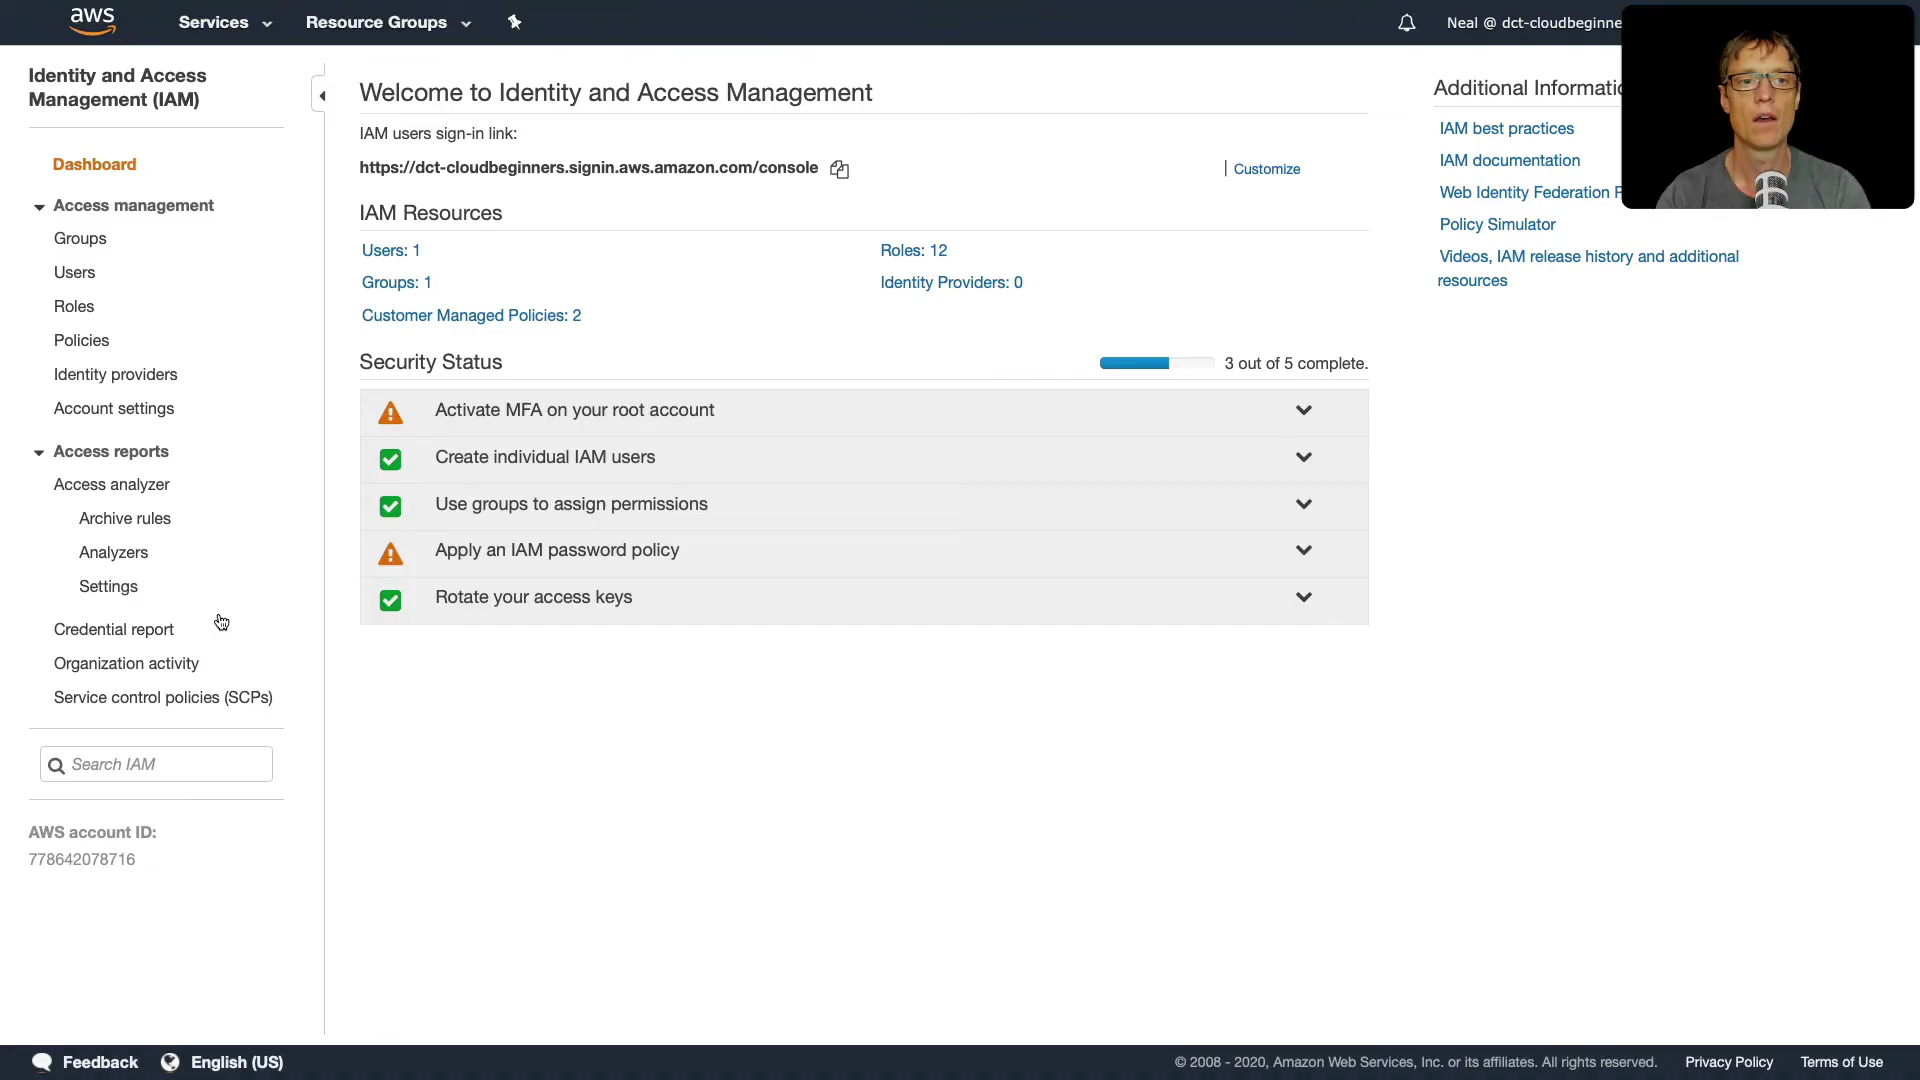 aws
Services
Resource Groups
Neal @ dct-cloudbeginne
Identity and Access
Management (IAM)
Dashboard
Access management
Groups
Users
Roles
Policies
Identity providers
Account settings
Access reports
Access analyzer
Archive rules
Analyzers
Settings
Credential report
Organization activity
Service control policies (SCPs)
Search IAM
AWS account ID:
778642078716
Welcome to Identity and Access Management
IAM users sign-in link:
https://dct-cloudbeginners.signin.aws.amazon.com/console
Customize
IAM Resources
Users: 1
Roles: 12
Groups: 1
Identity Providers: 0
Customer Managed Policies: 2
Security Status
3 out of 5 complete.
Activate MFA on your root account
Create individual IAM users
Use groups to assign permissions
Apply an IAM password policy
Rotate your access keys
Additional Informatio
IAM best practices
IAM documentation
Web Identity Federation P
Policy Simulator
Videos, IAM release history and additional
resources
Feedback
English (US)
© 2008 - 2020, Amazon Web Services, Inc. or its affiliates. All rights reserved.
Privacy Policy
Terms of Use